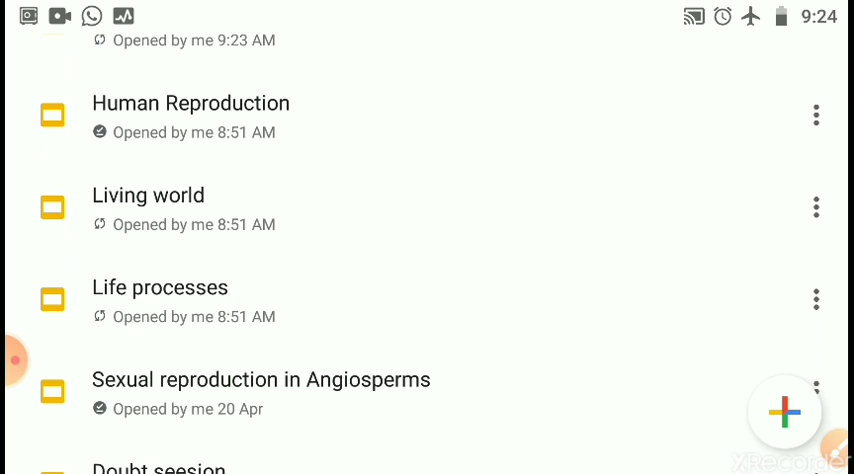 9:24
Opened by me 9:23 AM
Human Reproduction
Opened by me 8:51 AM
Living world
Opened by me 8:51 AM
Life processes
Opened by me 8:51 AM
Sexual reproduction in Angiosperms
Opened by me 20 Apr
Doubt seesion
XRecorder